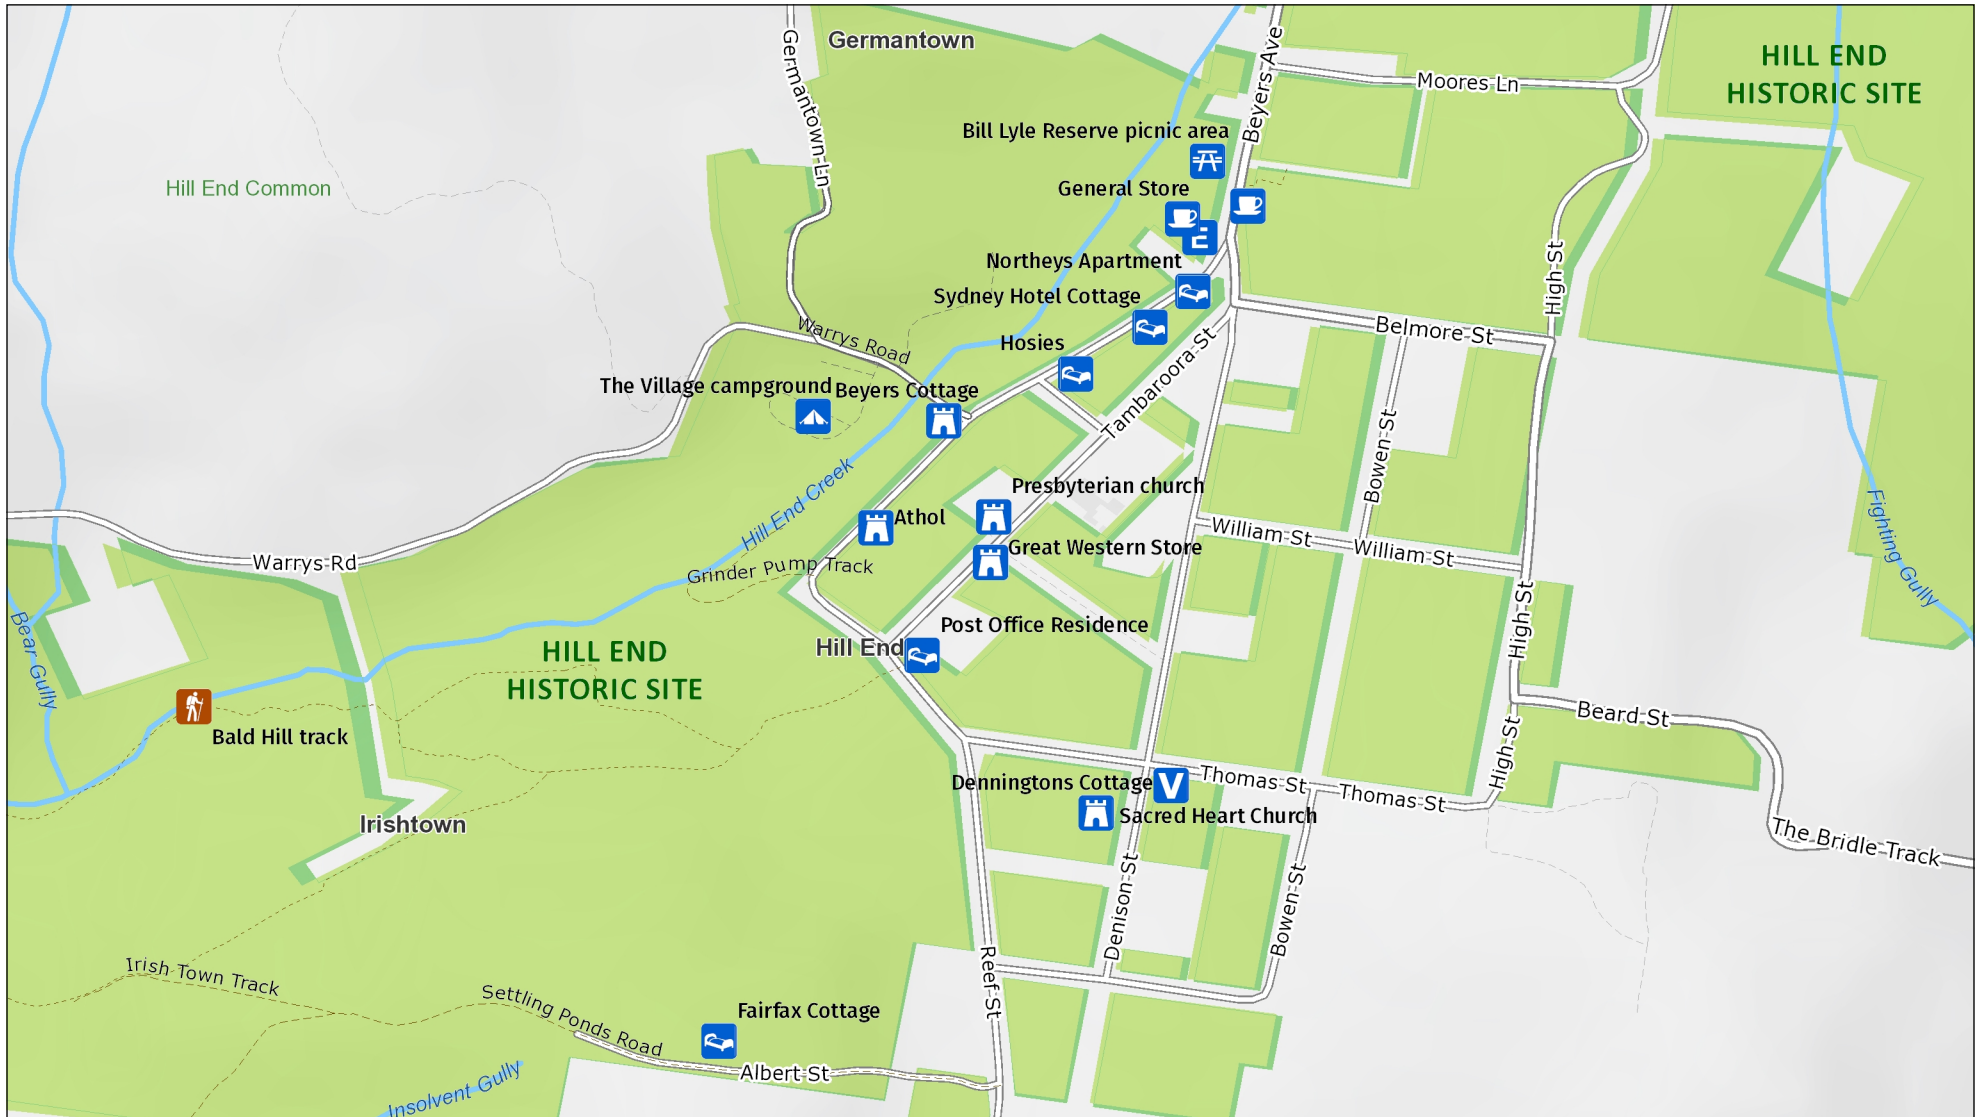 Germantown
HILL END
HISTORIC SITE
Germantown Ln
Beyers Ave
Moores Ln
Bill Lyle Reserve picnic area
Hill End Common
General Store
E
Northeys Apartment
Sydney Hotel Cottage
High St
Belmore St
Warrys Road
Hosies
Tambaroora St
The Village campground
Beyers Cottage
Bowen St
Hill End Creek
Presbyterian church
Athol
Fighting Gully
William St
William St
Great Western Store
Warrys Rd
Grinder Pump Track
Bear Gully
High St
Post Office Residence
Hill End
HILL END
HISTORIC SITE
Bald Hill track
Beard St
High St
Denningtons Cottage
V
Thomas St
Thomas St
Sacred Heart Church
Irishtown
The Bridle Track
Denison St
Bowen St
Irish Town Track
Reef St
Settling Ponds Road
Fairfax Cottage
Albert St
Insolvent Gully